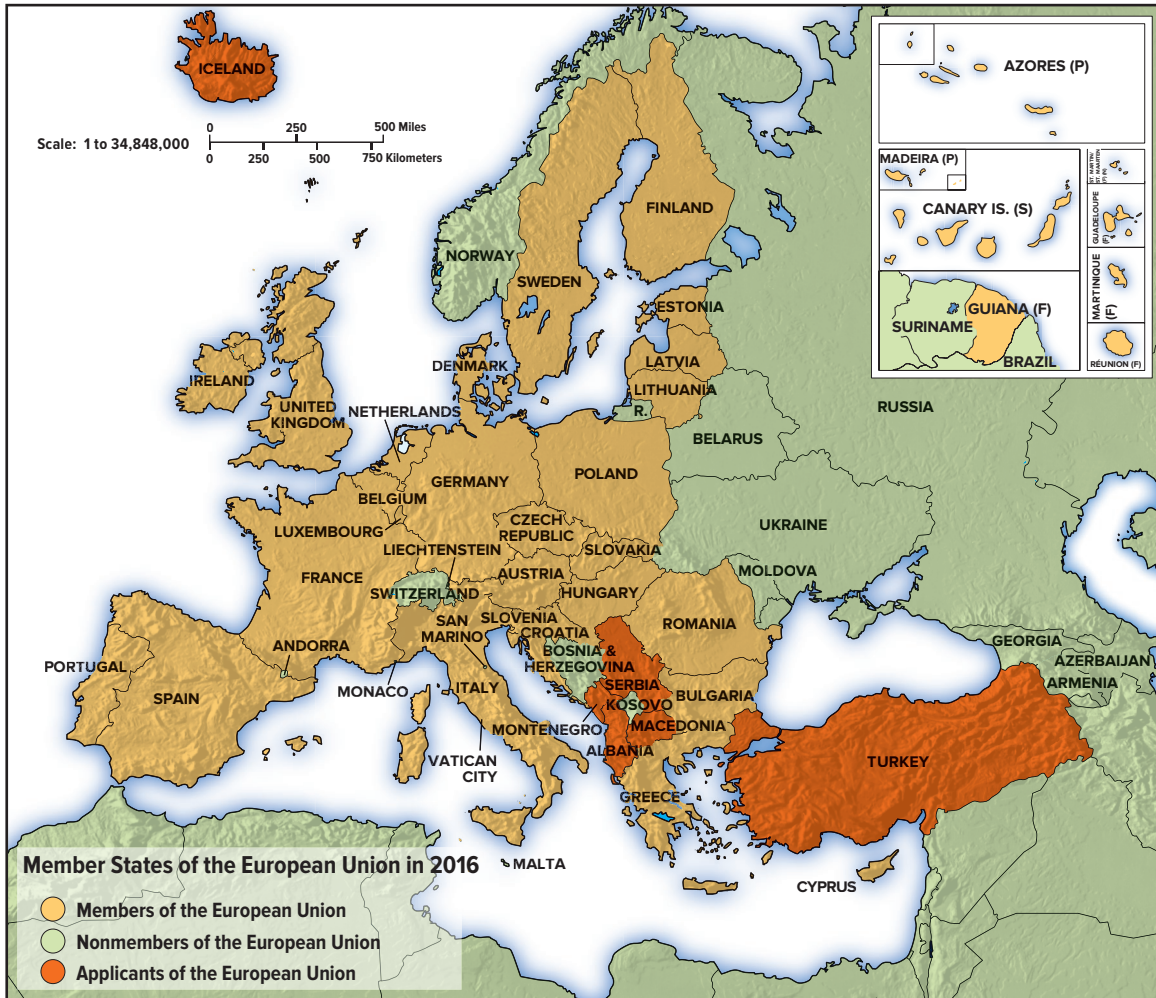 ICELAND
Scale: 1 to 34,848,000
0 250 500 Miles
0 250 500 750 Kilometers
AZORES (P)
MADEIRA (P)
CANARY IS. (S)
ST. MARTIN/
ST. MAARTEN
(F) (N)
GUADELOUPE
(F)
MARTINIQUE
(F)
RÉUNION (F)
GUIANA (F)
SURINAME
BRAZIL
NORWAY
SWEDEN
FINLAND
ESTONIA
LATVIA
LITHUANIA
R.
DENMARK
IRELAND
UNITED
KINGDOM
NETHERLANDS
RUSSIA
BELARUS
POLAND
GERMANY
BELGIUM
LUXEMBOURG
CZECH
REPUBLIC
UKRAINE
LIECHTENSTEIN
SLOVAKIA
FRANCE
AUSTRIA
MOLDOVA
SWITZERLAND
HUNGARY
SAN
MARINO
SLOVENIA
CROATIA
ROMANIA
ANDORRA
BOSNIA &
HERZEGOVINA
GEORGIA
AZERBAIJAN
ARMENIA
PORTUGAL
SPAIN
MONACO
ITALY
SERBIA
BULGARIA
KOSOVO
MONTENEGRO
MACEDONIA
ALBANIA
VATICAN
CITY
TURKEY
GREECE
MALTA
CYPRUS
Member States of the European Union in 2016
Members of the European Union
Nonmembers of the European Union
Applicants of the European Union